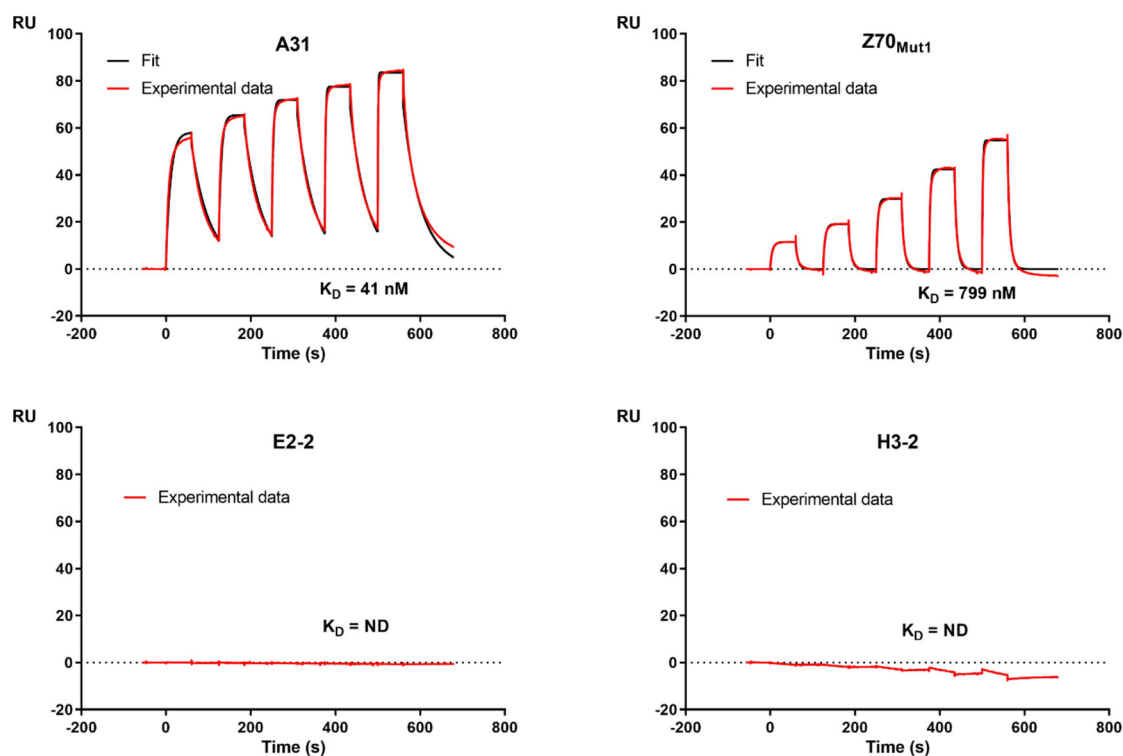 RU
A31
Fit
Experimental data
100
80
60
40
20
0
-20
K_D = 41 nM
-200 0 200 400 600 800
Time (s)
RU
Z70Mut1
Fit
Experimental data
100
80
60
40
20
0
-20
K_D = 799 nM
-200 0 200 400 600 800
Time (s)
RU
E2-2
Experimental data
100
80
60
40
20
0
-20
K_D = ND
-200 0 200 400 600 800
Time (s)
RU
H3-2
Experimental data
100
80
60
40
20
0
-20
K_D = ND
-200 0 200 400 600 800
Time (s)